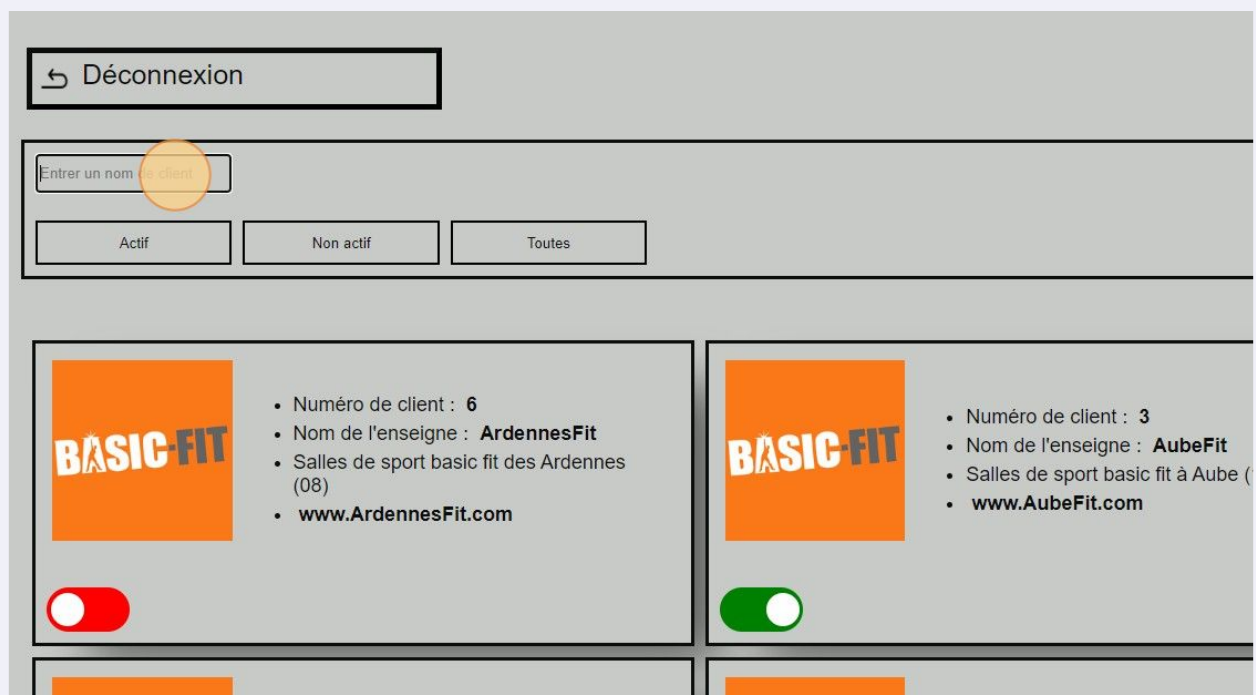 Déconnexion
Entrer un nom de client
Actif
Non actif
Toutes
BASIC-FIT
Numéro de client : 6
Nom de l'enseigne : ArdennesFit
Salles de sport basic fit des Ardennes
(08)
www.ArdennesFit.com
BASIC-FIT
Numéro de client : 3
Nom de l'enseigne : AubeFit
Salles de sport basic fit à Aube (
www.AubeFit.com